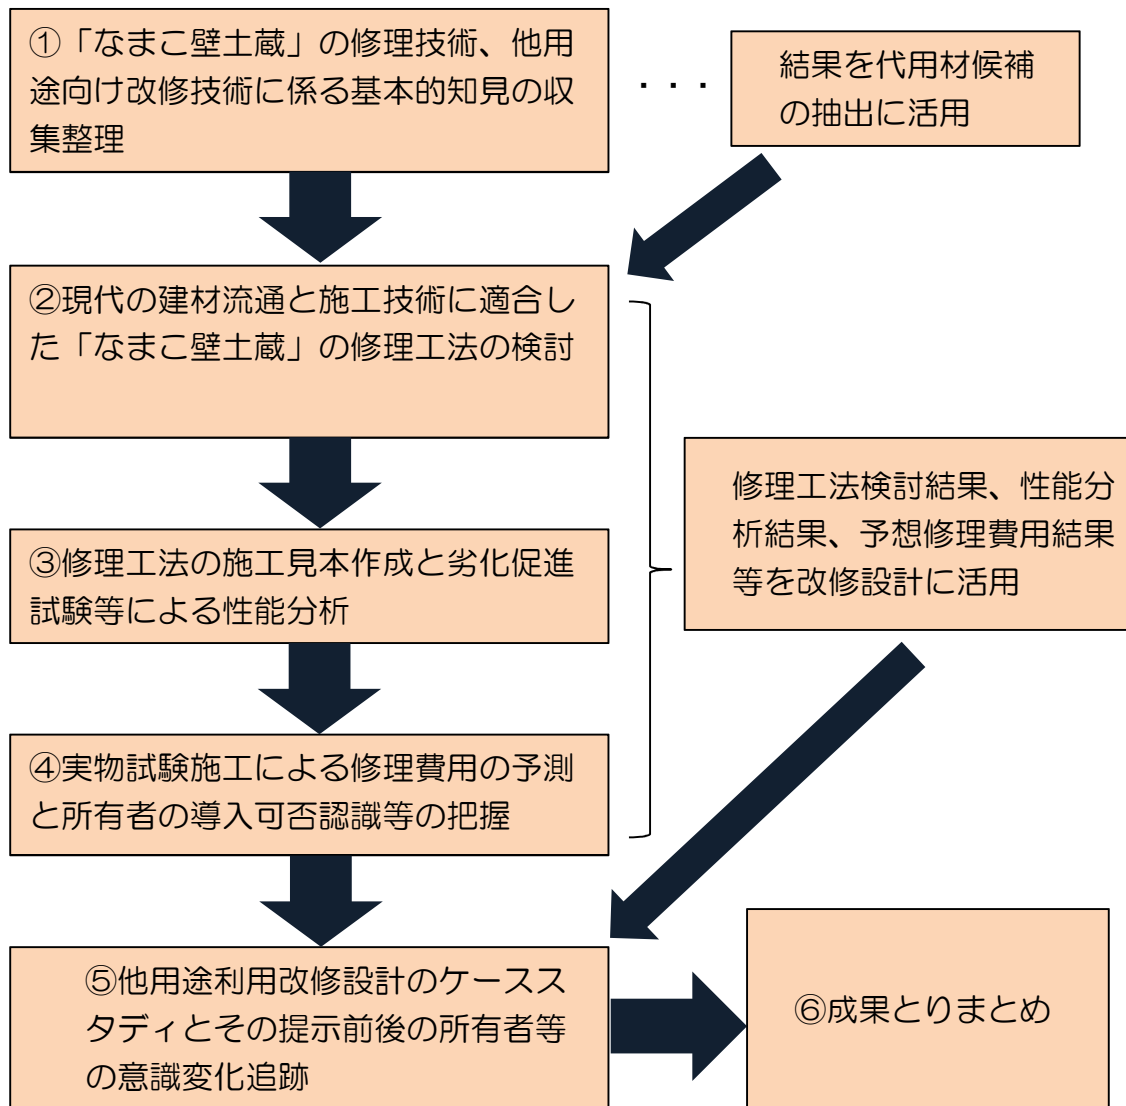 ①「なまこ壁土蔵」の修理技術、他用
途向け改修技術に係る基本的知見の収
集整理
・・・
結果を代用材候補
の抽出に活用
②現代の建材流通と施工技術に適合し
た「なまこ壁土蔵」の修理工法の検討
修理工法検討結果、性能分
析結果、予想修理費用結果
等を改修設計に活用
③修理工法の施工見本作成と劣化促進
試験等による性能分析
④実物試験施工による修理費用の予測
と所有者の導入可否認識等の把握
⑤他用途利用改修設計のケースス
タディとその提示前後の所有者等
の意識変化追跡
⑥成果とりまとめ